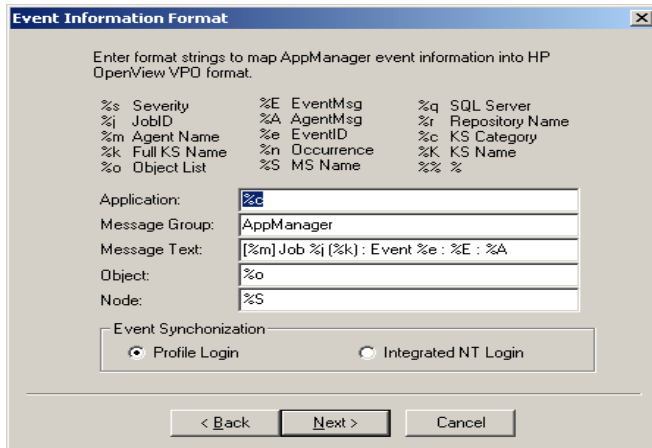 Event Information Format
Enter format strings to map AppManager event information into HP
OpenView VPO format.
%s Severity %E EventMsg %q SQL Server
%j JobID %A AgentMsg %r Repository Name
%m Agent Name %e EventID %c KS Category
%k Full KS Name %n Occurrence %K KS Name
%o Object List %S MS Name %% %
Application: %c
Message Group: AppManager
Message Text: [%m] Job %j (%k) : Event %e : %E : %A
Object: %o
Node: %S
Event Synchonization
Profile Login Integrated NT Login
< Back Next > Cancel